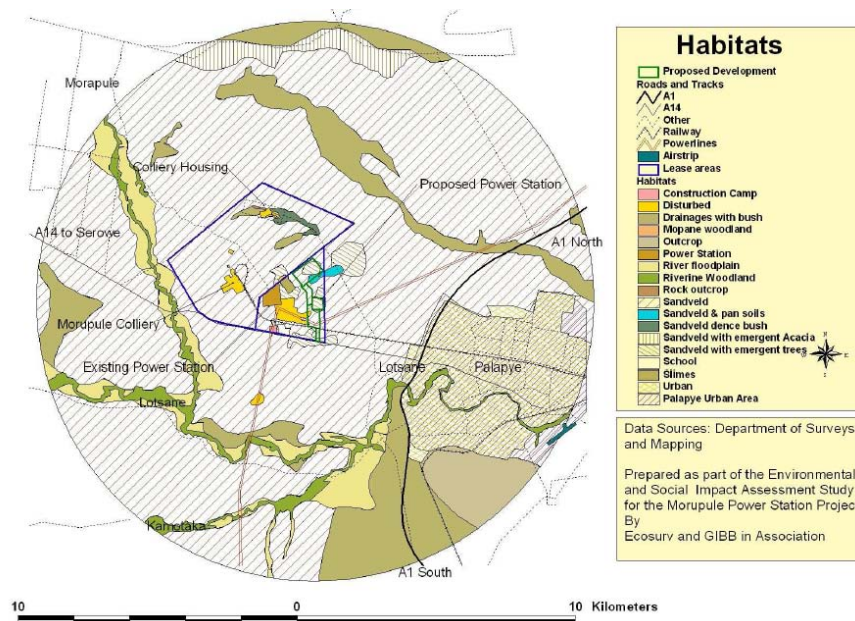 Morapule
Colliery Housing
Proposed Power Station
A14 to Serowe
A1 North
Morupule Colliery
Existing Power Station
Lotsane
Palapye
Lotsane
Kamotaka
A1 South
10
0
10
Kilometers
Habitats
Proposed Development
Roads and Tracks
A1
A14
Other
Railway
Powerlines
Airstrip
Lease areas
Habitats
Construction Camp
Disturbed
Drainages with bush
Mopane woodland
Outcrop
Power Station
River floodplain
Riverine Woodland
Rock outcrop
Sandveld
Sandveld & pan soils
Sandveld dence bush
Sandveld with emergent Acacia
Sandveld with emergent trees
School
Slimes
Urban
Palapye Urban Area
Data Sources: Department of Surveys
and Mapping
Prepared as part of the Environmental
and Social Impact Assessment Study
for the Morupule Power Station Projec
By
Ecosurv and GIBB in Association